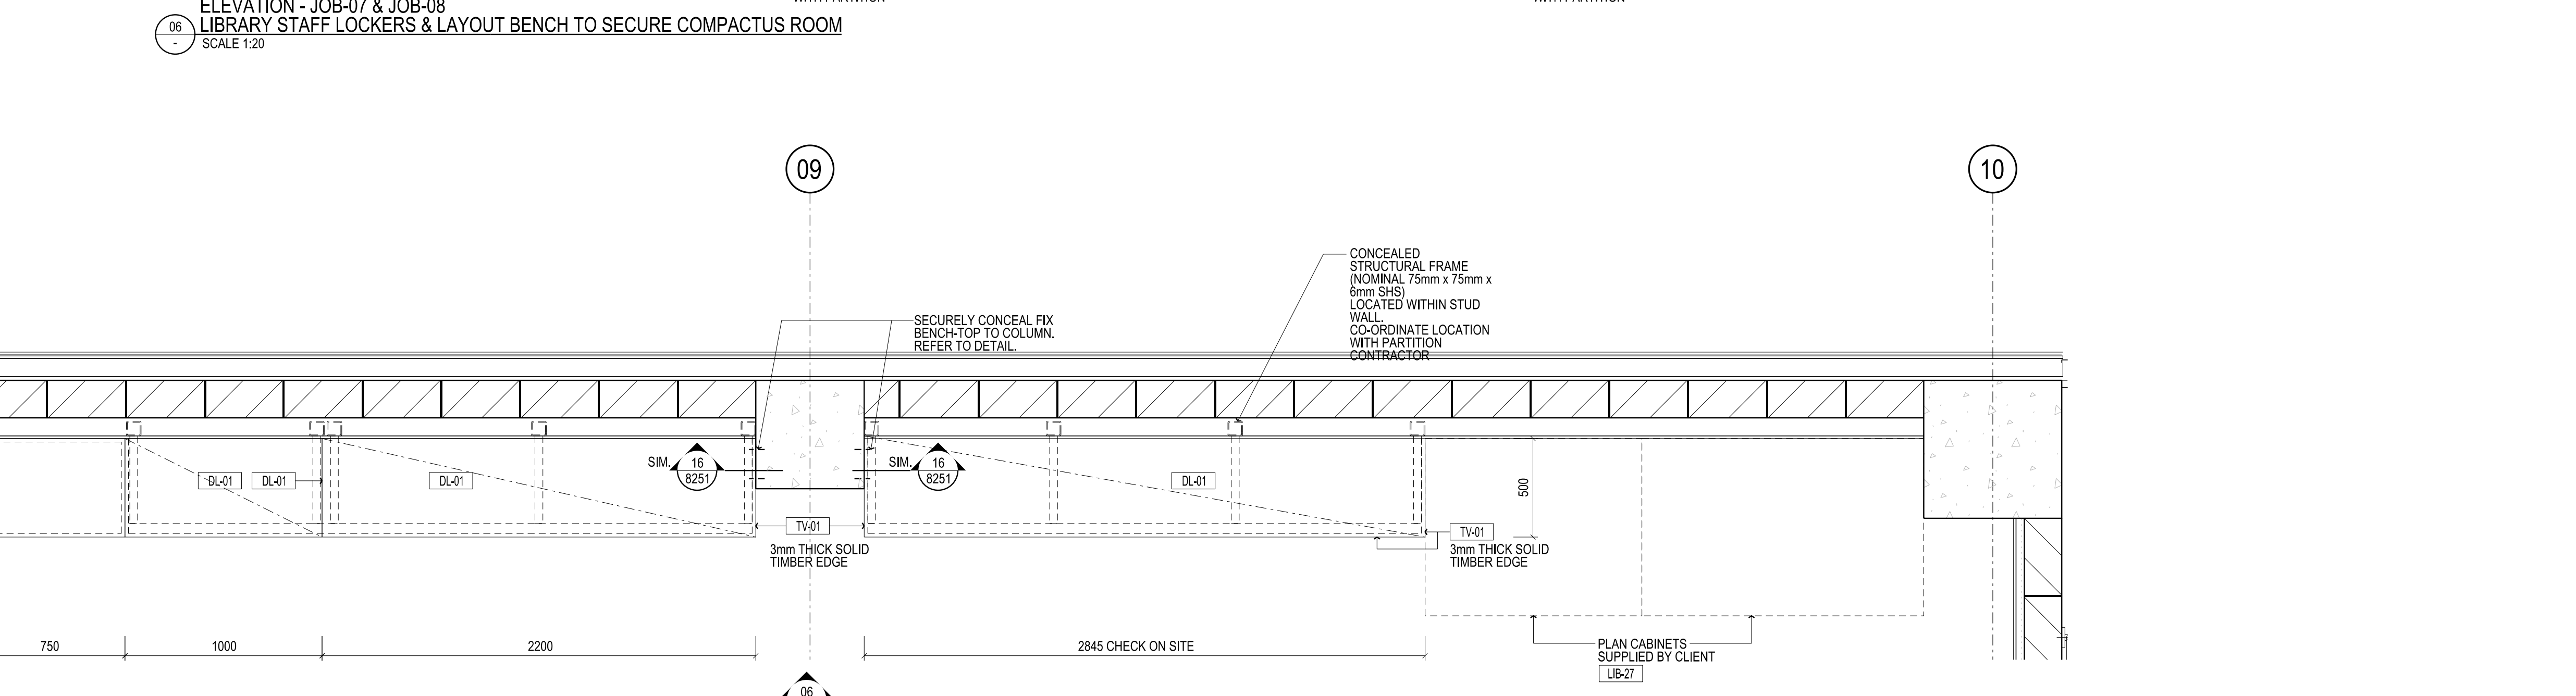 ELEVATION - JOB-07 & JOB-08
06
LIBRARY STAFF LOCKERS & LAYOUT BENCH TO SECURE COMPACTUS ROOM
-
SCALE 1:20
WITH PARTITION
WITH PARTITION
09
10
CONCEALED
STRUCTURAL FRAME
(NOMINAL 75mm x 75mm x
6mm SHS)
LOCATED WITHIN STUD
WALL.
CO-ORDINATE LOCATION
WITH PARTITION
CONTRACTOR
SECURELY CONCEAL FIX
BENCH-TOP TO COLUMN.
REFER TO DETAIL.
SIM.
16
8251
SIM.
16
8251
DL-01
DL-01
DL-01
DL-01
500
TV-01
3mm THICK SOLID
TIMBER EDGE
TV-01
3mm THICK SOLID
TIMBER EDGE
750
1000
2200
2845 CHECK ON SITE
PLAN CABINETS
SUPPLIED BY CLIENT
LIB-27
06